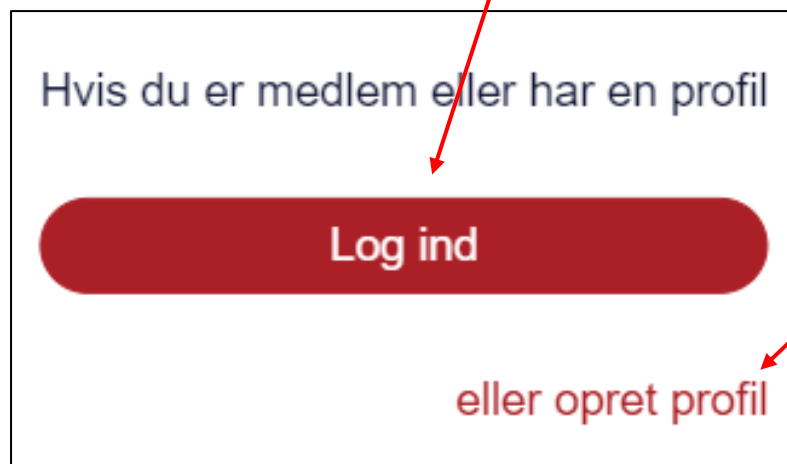 Hvis du er medlem eller har en profil
Log ind
eller opret profil